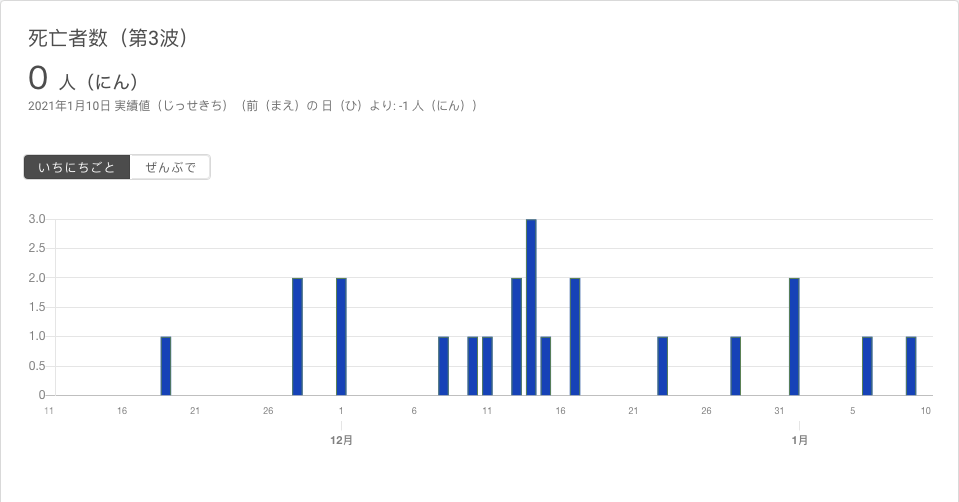 死亡者数（第3波）
0 人（にん）
2021年1月10日 実績値（じっせきち）（前（まえ）の 日（ひ）より: -1 人（にん））
いちにちごと ぜんぶで
3.0
2.5
2.0
1.5
1.0
0.5
0
11 16 21 26 1 6 11 16 21 26 31 5 10
12月 1月